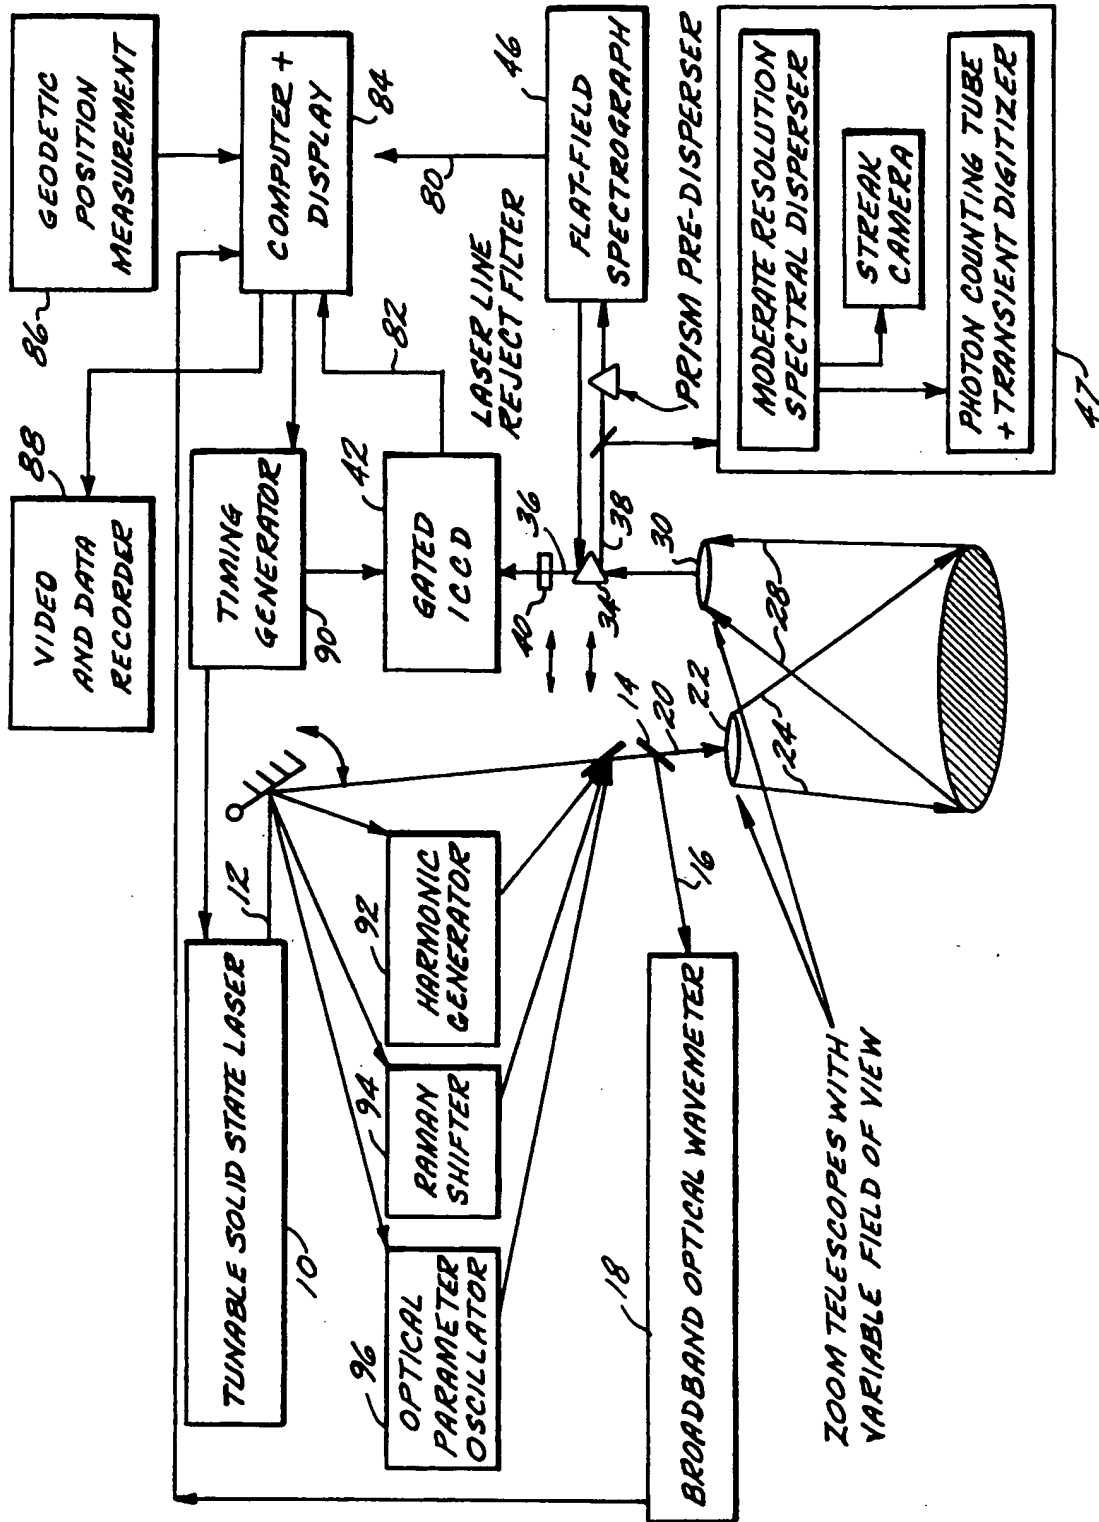 VIDEO
AND DATA
RECORDER
88
86
GEODETIC
POSITION
MEASUREMENT
TIMING
GENERATOR
90
COMPUTER +
DISPLAY
84
TUNABLE SOLID STATE LASER
10
12
GATED
ICCD
42
82
80
LASER LINE
REJECT FILTER
HARMONIC
GENERATOR
92
RAMAN
SHIFTER
94
OPTICAL
PARAMETER
OSCILLATOR
96
40
36
34
38
FLAT-FIELD
SPECTROGRAPH
46
PRISM PRE-DISPERSER
14
20
16
22
24
28
30
BROADBAND OPTICAL WAVEMETER
18
MODERATE RESOLUTION
SPECTRAL DISPERSER
STREAK
CAMERA
PHOTON COUNTING TUBE
+ TRANSIENT DIGITIZER
47
ZOOM TELESCOPES WITH
VARIABLE FIELD OF VIEW